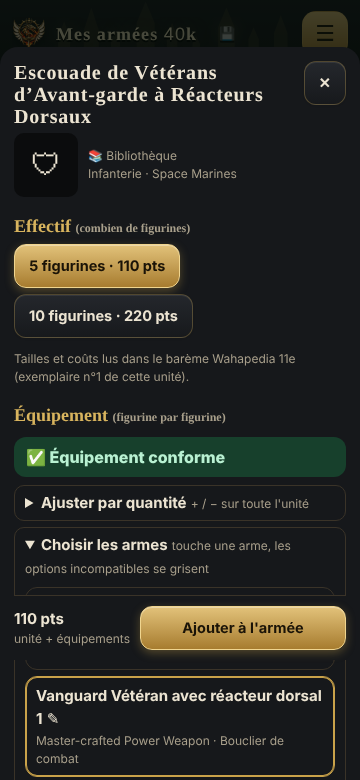 Mes armées 40k
Escouade de Vétérans
d’Avant-garde à Réacteurs
Dorsaux
×
📚 Bibliothèque
Infanterie · Space Marines
Effectif (combien de figurines)
5 figurines · 110 pts
10 figurines · 220 pts
Tailles et coûts lus dans le barème Wahapedia 11e
(exemplaire n°1 de cette unité).
Équipement (figurine par figurine)
✅ Équipement conforme
▶ Ajuster par quantité + / − sur toute l'unité
▼ Choisir les armes touche une arme, les
options incompatibles se grisent
110 pts
unité + équipements
Ajouter à l'armée
Vanguard Vétéran avec réacteur dorsal
1 ✎
Master-crafted Power Weapon · Bouclier de
combat